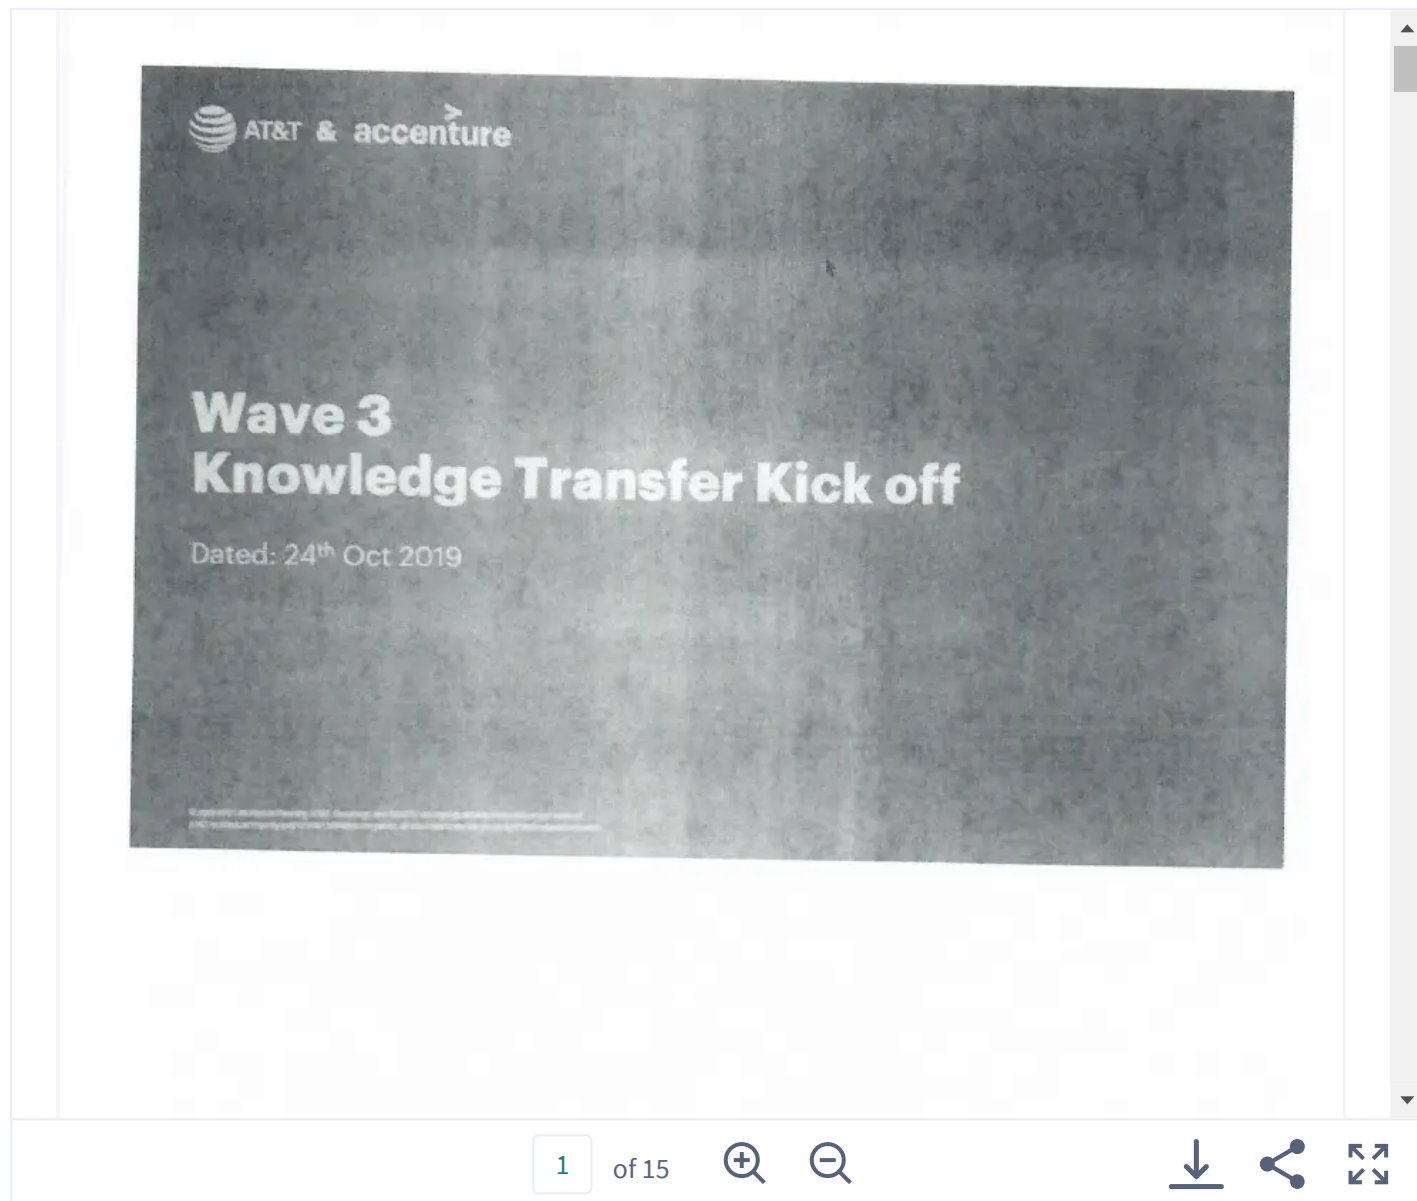 AT&T & accenture
Wave 3
Knowledge Transfer Kick off
Dated: 24th Oct 2019
1 of 15